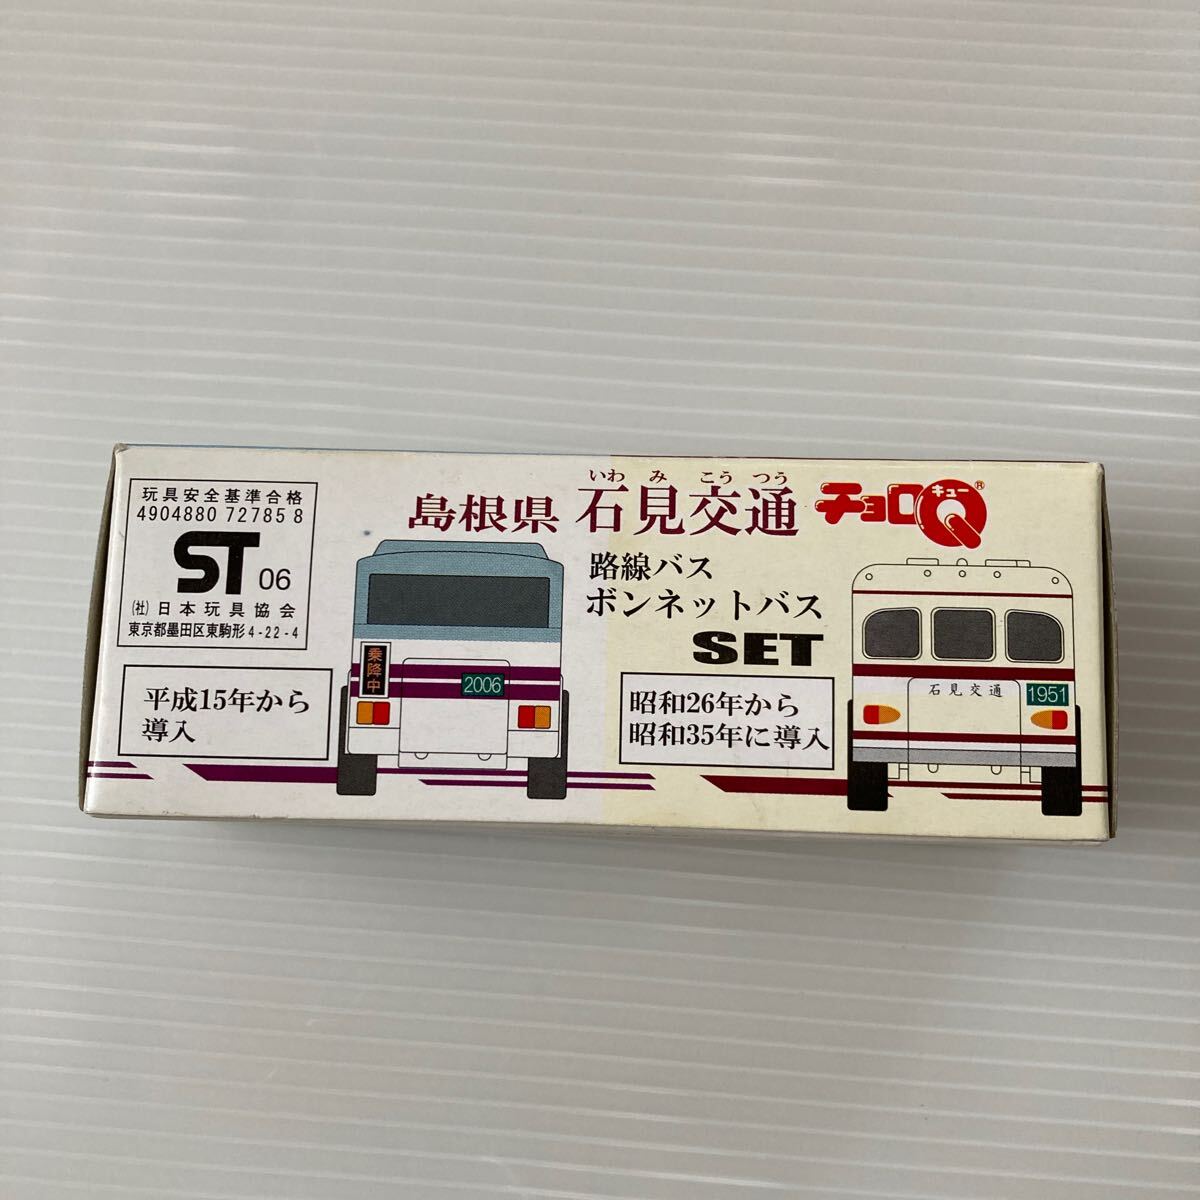 玩具安全基準合格
4904880 72785 8
ST 06
(社)日本玩具協会
東京都墨田区東駒形4-22-4
平成15年から
導入
いわ み こう つう
島根県 石見交通 チョロQ キュー ®
路線バス
ボンネットバス
SET
乗降中
2006
昭和26年から
昭和35年に導入
石見交通
1951